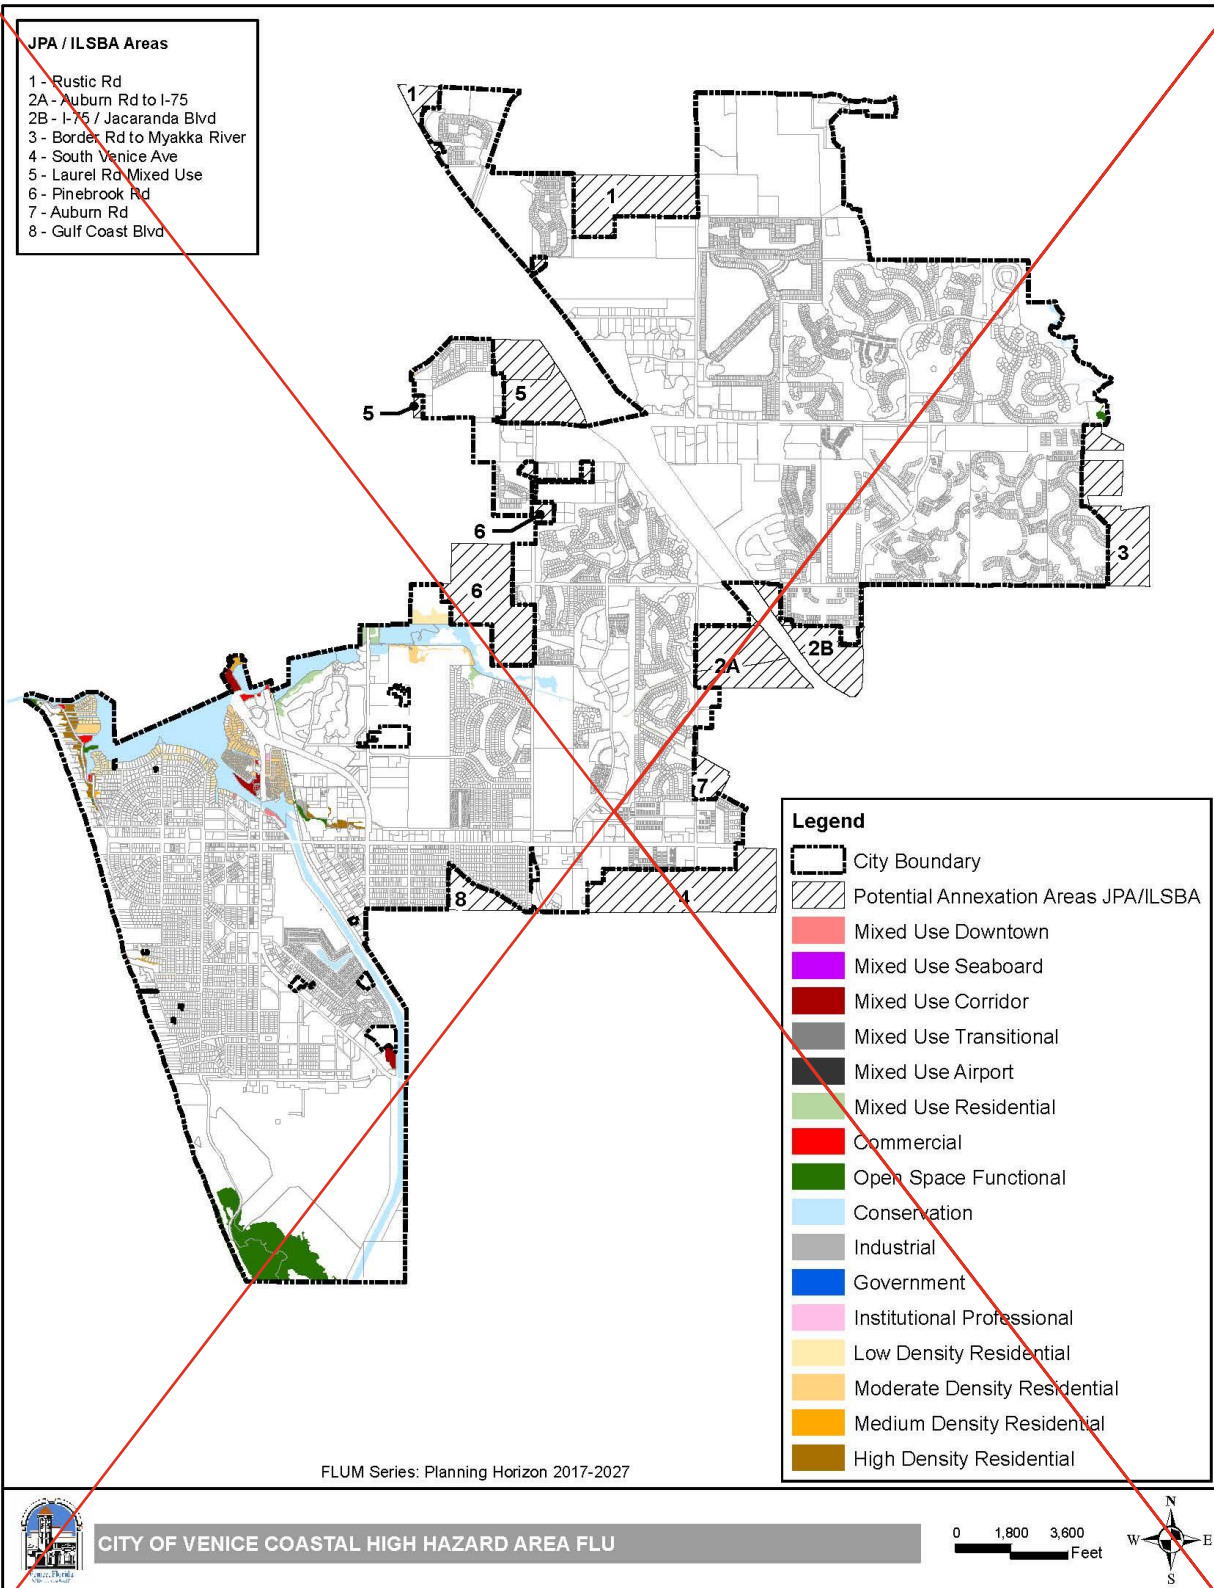 JPA / ILSBA Areas
1 - Rustic Rd
2A - Auburn Rd to I-75
2B - I-75 / Jacaranda Blvd
3 - Border Rd to Myakka River
4 - South Venice Ave
5 - Laurel Rd Mixed Use
6 - Pinebrook Rd
7 - Auburn Rd
8 - Gulf Coast Blvd
1
1
5
5
6
3
6
2B
2A
7
8
4
Legend
City Boundary
Potential Annexation Areas JPA/ILSBA
Mixed Use Downtown
Mixed Use Seaboard
Mixed Use Corridor
Mixed Use Transitional
Mixed Use Airport
Mixed Use Residential
Commercial
Open Space Functional
Conservation
Industrial
Government
Institutional Professional
Low Density Residential
Moderate Density Residential
Medium Density Residential
High Density Residential
FLUM Series: Planning Horizon 2017-2027
Venice, Florida
CITY OF VENICE COASTAL HIGH HAZARD AREA FLU
0 1,800 3,600
Feet
N
W E
S